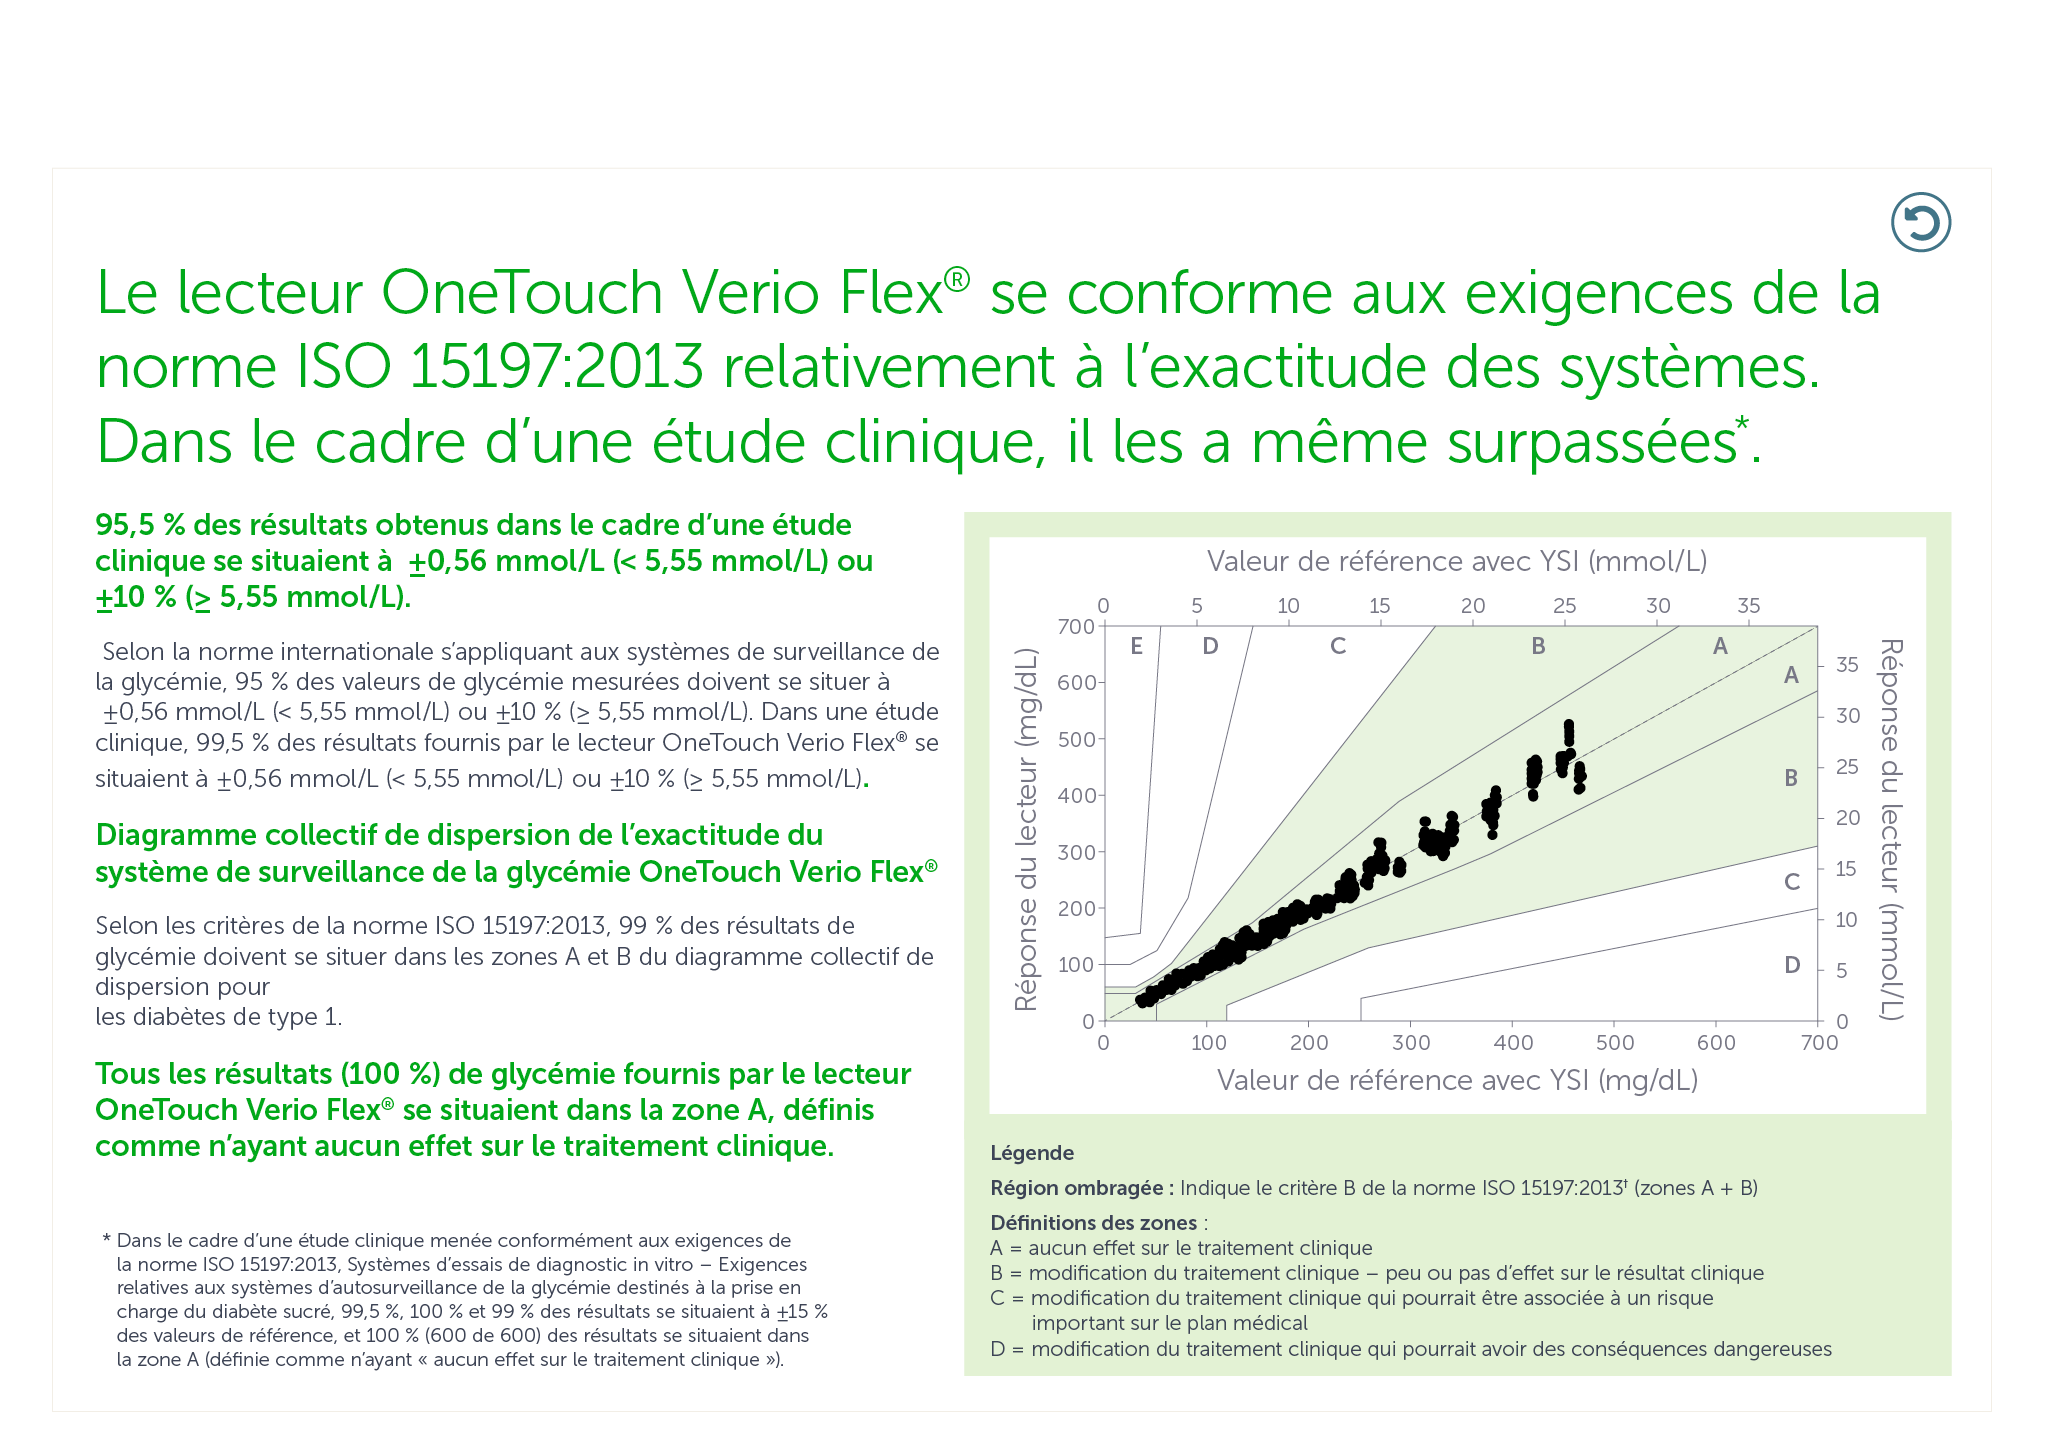 Le lecteur OneTouch Verio Flex® se conforme aux exigences de la
norme ISO 15197:2013 relativement à l’exactitude des systèmes.
Dans le cadre d’une étude clinique, il les a même surpassées*.
95,5 % des résultats obtenus dans le cadre d’une étude
clinique se situaient à ±0,56 mmol/L (< 5,55 mmol/L) ou
±10 % (≥ 5,55 mmol/L).
Selon la norme internationale s’appliquant aux systèmes de surveillance de
la glycémie, 95 % des valeurs de glycémie mesurées doivent se situer à
±0,56 mmol/L (< 5,55 mmol/L) ou ±10 % (≥ 5,55 mmol/L). Dans une étude
clinique, 99,5 % des résultats fournis par le lecteur OneTouch Verio Flex® se
situaient à ±0,56 mmol/L (< 5,55 mmol/L) ou ±10 % (≥ 5,55 mmol/L).
Diagramme collectif de dispersion de l’exactitude du
système de surveillance de la glycémie OneTouch Verio Flex®
Selon les critères de la norme ISO 15197:2013, 99 % des résultats de
glycémie doivent se situer dans les zones A et B du diagramme collectif de
dispersion pour
les diabètes de type 1.
Tous les résultats (100 %) de glycémie fournis par le lecteur
OneTouch Verio Flex® se situaient dans la zone A, définis
comme n’ayant aucun effet sur le traitement clinique.
* Dans le cadre d’une étude clinique menée conformément aux exigences de
la norme ISO 15197:2013, Systèmes d’essais de diagnostic in vitro – Exigences
relatives aux systèmes d’autosurveillance de la glycémie destinés à la prise en
charge du diabète sucré, 99,5 %, 100 % et 99 % des résultats se situaient à ±15 %
des valeurs de référence, et 100 % (600 de 600) des résultats se situaient dans
la zone A (définie comme n’ayant « aucun effet sur le traitement clinique »).
Valeur de référence avec YSI (mmol/L)
0 5 10 15 20 25 30 35
Réponse du lecteur (mg/dL)
700
600
500
400
300
200
100
0
E D C B A
A
B
C
D
35
30
25
20
15
10
5
0
Réponse du lecteur (mmol/L)
0 100 200 300 400 500 600 700
Valeur de référence avec YSI (mg/dL)
Légende
Région ombragée : Indique le critère B de la norme ISO 15197:2013† (zones A + B)
Définitions des zones :
A = aucun effet sur le traitement clinique
B = modification du traitement clinique – peu ou pas d’effet sur le résultat clinique
C = modification du traitement clinique qui pourrait être associée à un risque
important sur le plan médical
D = modification du traitement clinique qui pourrait avoir des conséquences dangereuses